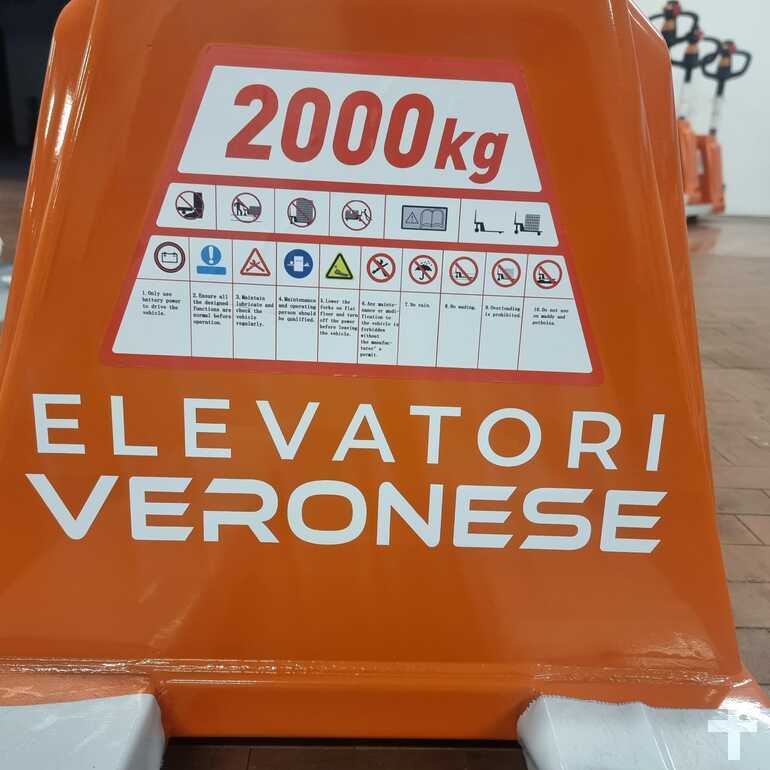 2000kg
1.Only use
battery power
to drive the
vehicle.
2.Ensure all
the designed
functions are
normal before
operation.
3.Maintain
lubricate and
check the
vehicle
regularly.
4.Maintenance
and operating
person should
be qualified.
5.Lower the
forks on flat
floor and turn
off the power
before leaving
the vehicle.
6.Any mainte-
nance or modi-
fication to
the vehicle is
forbidden
without
the manufac-
turer's
permit.
7.No rain.
8.No wading.
9.Overloading
is prohibited.
10.Do not use
on muddy and
potholes.
ELEVATORI
VERONESE